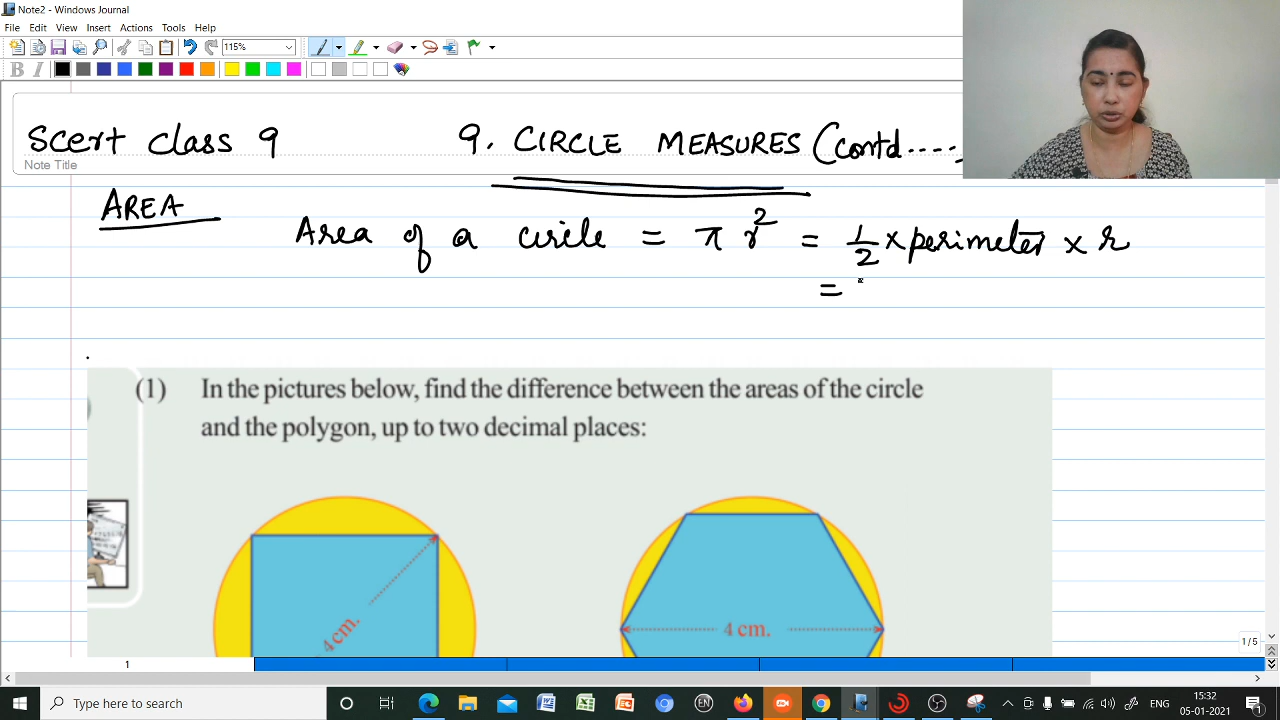 Note2 - Windows Journal
File Edit View Insert Actions Tools Help
115%
B I
Scert class 9 9. CIRCLE MEASURES (contd....
Note Title
AREA
Area of a circle = π r² = 1/2 x perimeter x r
=
(1) In the pictures below, find the difference between the areas of the circle
and the polygon, up to two decimal places:
4 cm. 4 cm.
1 / 5
1
Type here to search
EN
15:32
05-01-2021